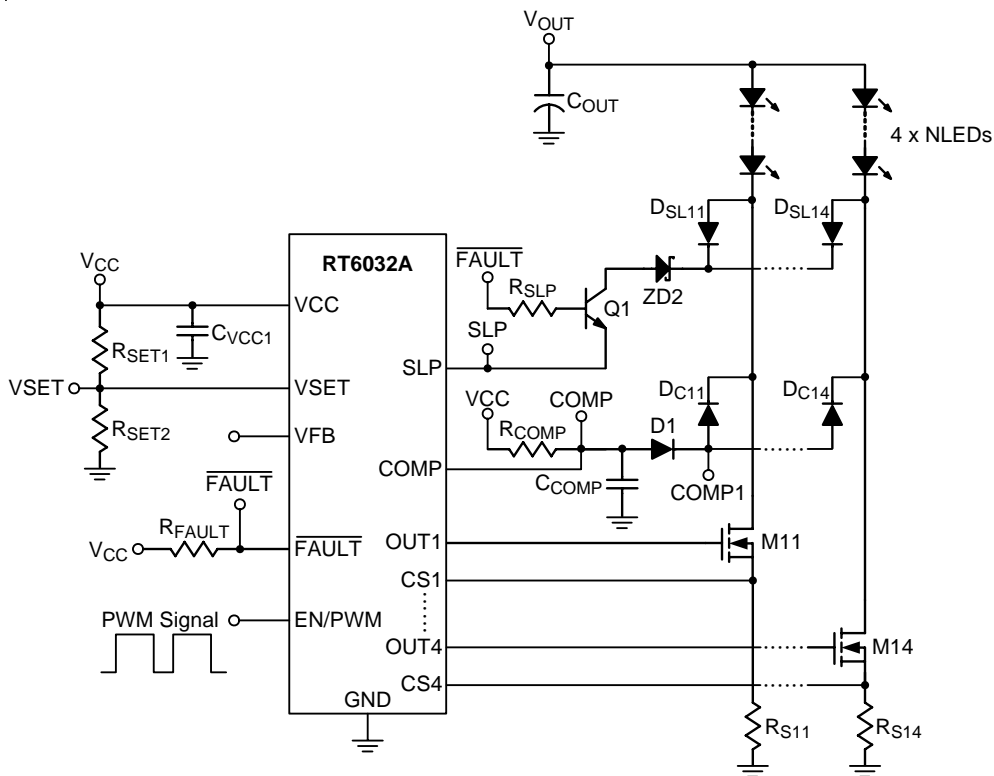 VOUT
COUT
4 x NLEDs
DSL11
DSL14
RT6032A
FAULT
RSLP
Q1
ZD2
VCC
VCC
CVCC1
SLP
SLP
RSET1
VSET
VSET
RSET2
VCC
COMP
DC11
DC14
RCOMP
D1
VFB
COMP
CCOMP
COMP1
FAULT
RFAULT
VCC
FAULT
OUT1
M11
CS1
PWM Signal
EN/PWM
OUT4
M14
CS4
GND
RS11
RS14